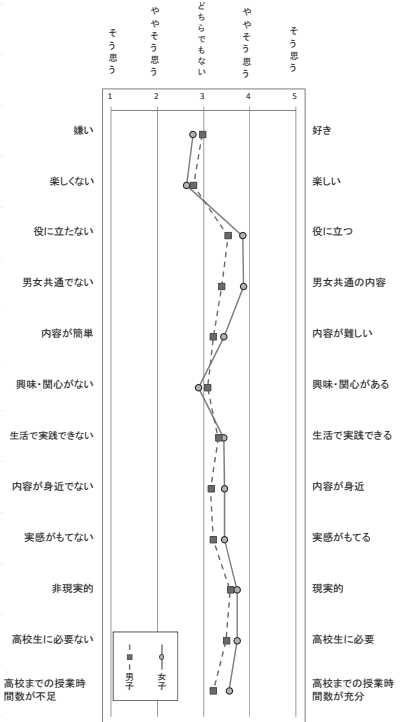 そう思う
ややそう思う
どちらでもない
ややそう思う
そう思う
1 2 3 4 5
嫌い 好き
楽しくない 楽しい
役に立たない 役に立つ
男女共通でない 男女共通の内容
内容が簡単 内容が難しい
興味・関心がない 興味・関心がある
生活で実践できない 生活で実践できる
内容が身近でない 内容が身近
実感がもてない 実感がもてる
非現実的 現実的
高校生に必要ない 高校生に必要
高校までの授業時
間数が不足
高校までの授業時
間数が充分
男子
女子